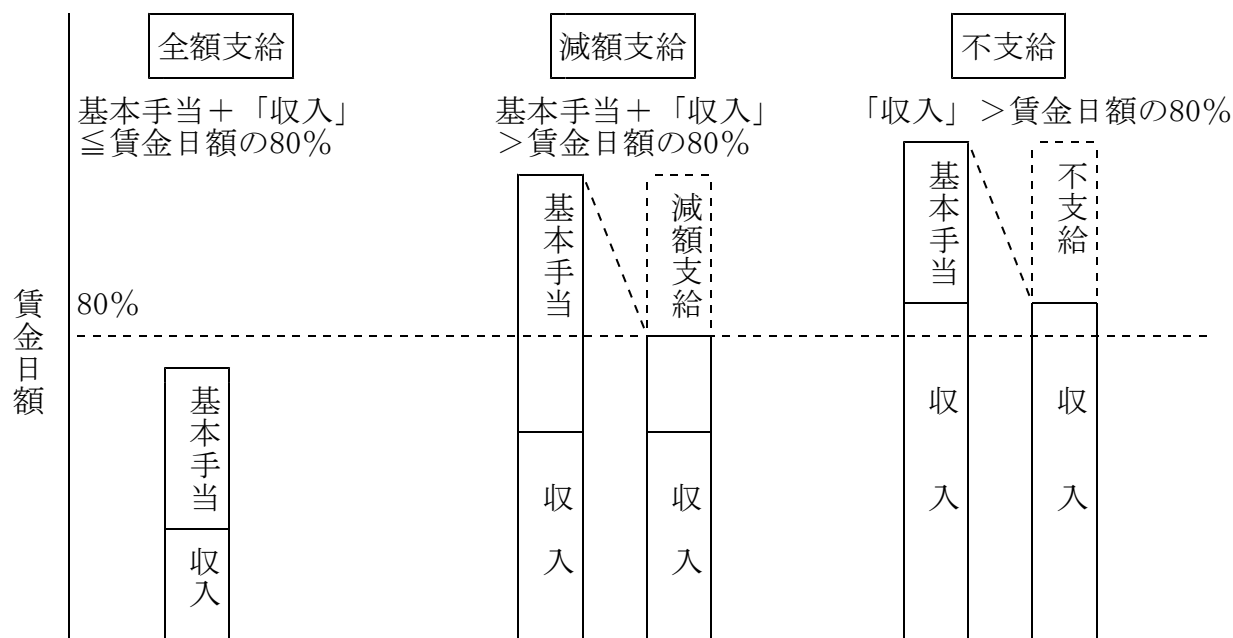 全額支給
基本手当＋「収入」
≦賃金日額の80％
減額支給
基本手当＋「収入」
＞賃金日額の80％
不支給
「収入」＞賃金日額の80％
賃金日額
80％
基本手当
収入
基本手当
収入
減額支給
収入
基本手当
収入
不支給
収入